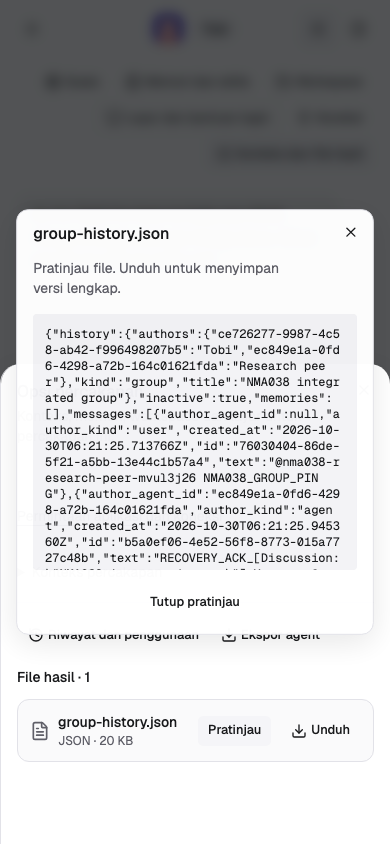 group-history.json
Pratinjau file. Unduh untuk menyimpan
versi lengkap.
{"history":{"authors":{"ce726277-9987-4c5
8-ab42-f996498207b5":"Tobi","ec849e1a-0fd
6-4298-a72b-164c01621fda":"Research pee
r"},"kind":"group","title":"NMA038 integr
ated group"},"inactive":true,"memories":
[],"messages":[{"author_agent_id":null,"a
uthor_kind":"user","created_at":"2026-10-
30T06:21:25.713766Z","id":"76030404-86de-
5f21-a5bb-13e44c1b57a4","text":"@nma038-r
esearch-peer-mvul3j26 NMA038_GROUP_PIN
G"},{"author_agent_id":"ec849e1a-0fd6-429
8-a72b-164c01621fda","author_kind":"agen
t","created_at":"2026-10-30T06:21:25.9453
60Z","id":"b5a0ef06-4e52-56f8-8773-015a77
27c48b","text":"RECOVERY_ACK_[Discussion:
Tutup pratinjau
Riwayat dan penggunaan
Ekspor agent
File hasil · 1
group-history.json
JSON · 20 KB
Pratinjau
Unduh